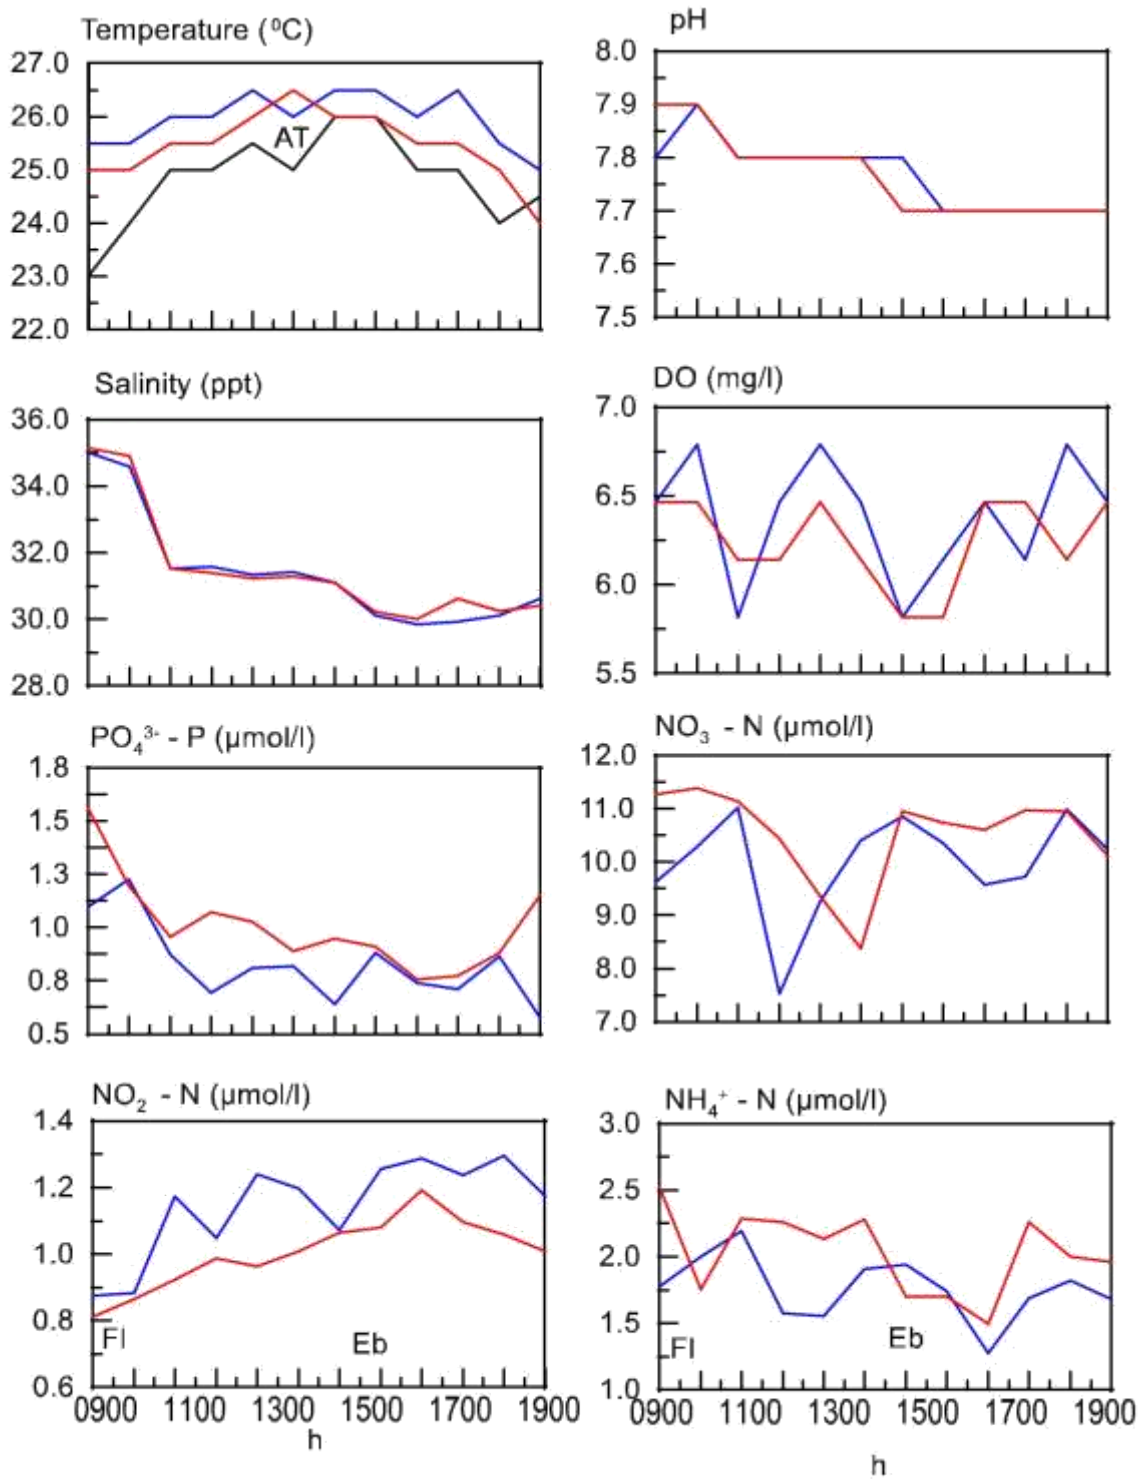 Temperature (⁰C)
27.0
26.0
25.0
24.0
23.0
22.0
AT
pH
8.0
7.9
7.8
7.7
7.6
7.5
Salinity (ppt)
36.0
34.0
32.0
30.0
28.0
DO (mg/l)
7.0
6.5
6.0
5.5
PO₄³⁻ - P (µmol/l)
1.8
1.5
1.3
1.0
0.8
0.5
NO₃ - N (µmol/l)
12.0
11.0
10.0
9.0
8.0
7.0
NO₂ - N (µmol/l)
1.4
1.2
1.0
0.8
0.6
Fl Eb
0900 1100 1300 1500 1700 1900
h
NH₄⁺ - N (µmol/l)
3.0
2.5
2.0
1.5
1.0
Fl Eb
0900 1100 1300 1500 1700 1900
h